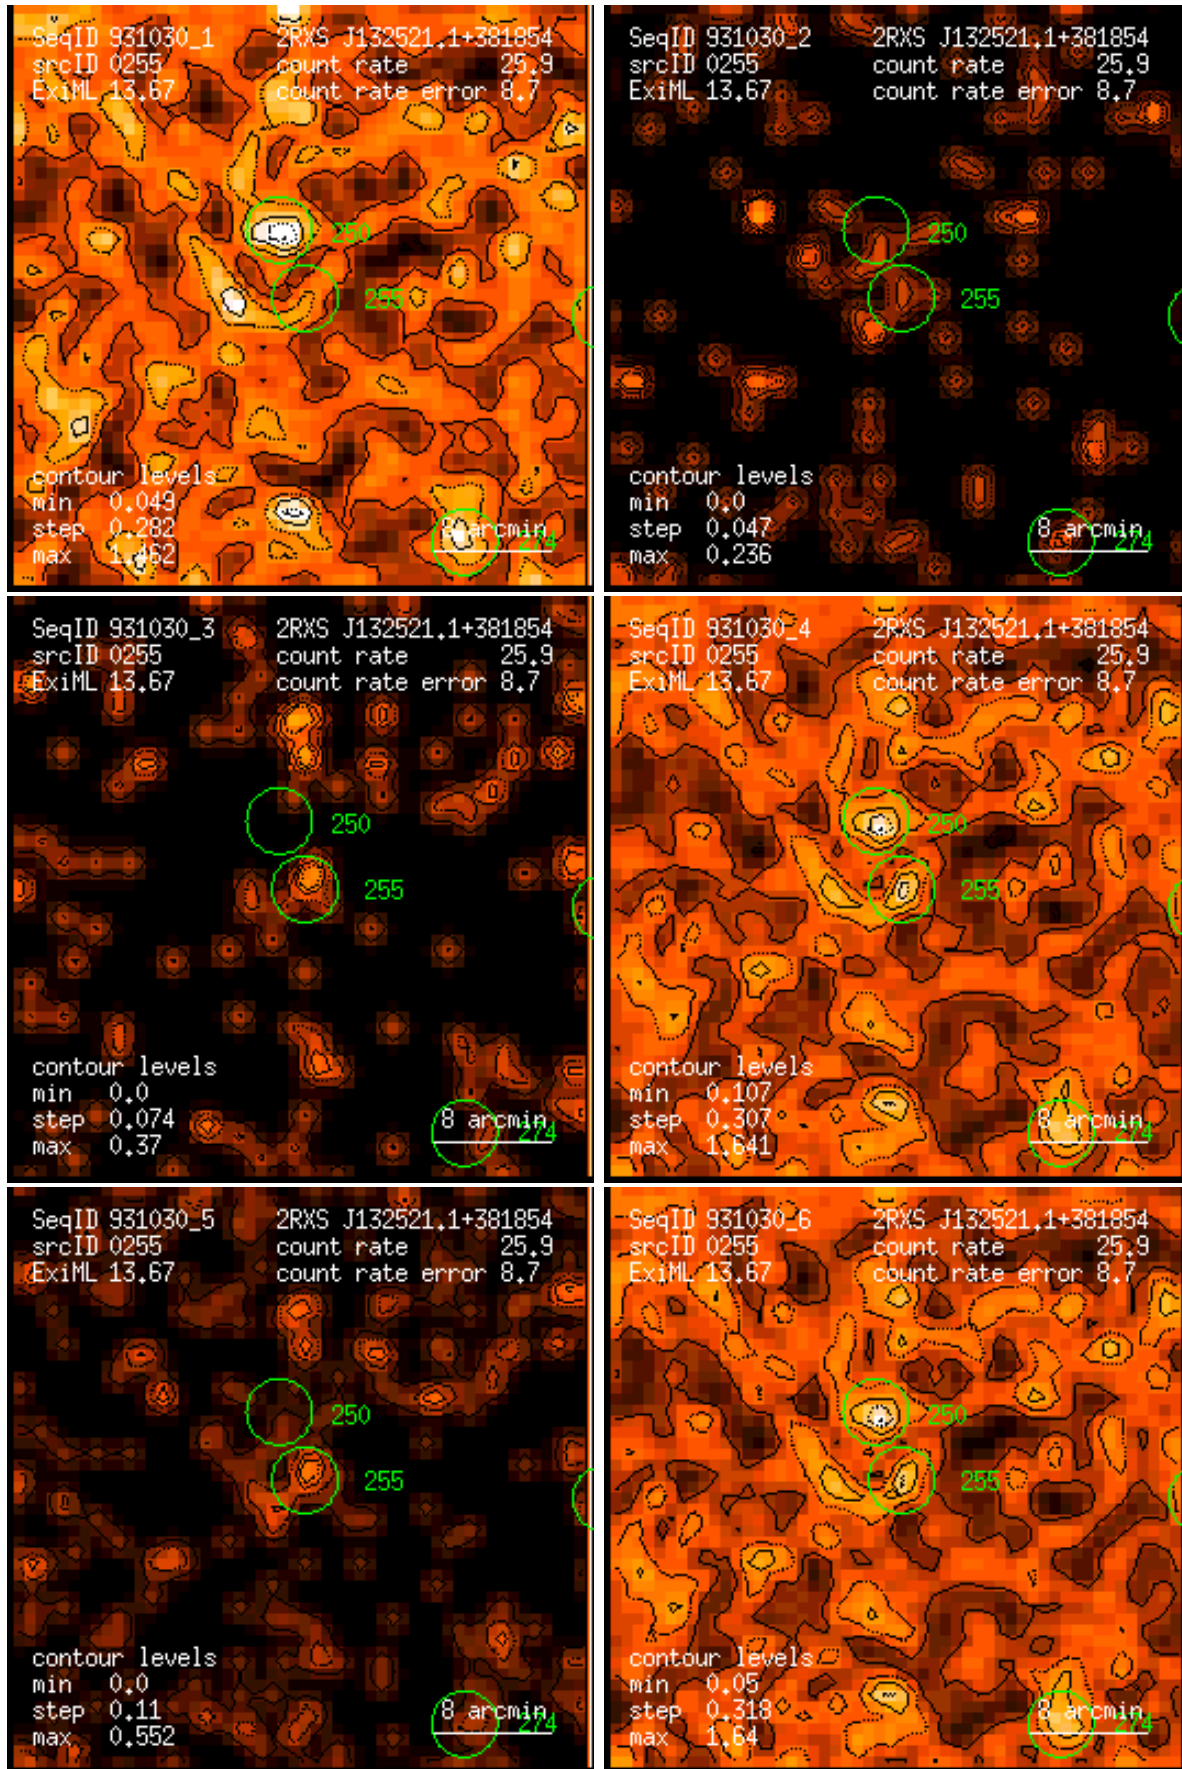 SeqID 931030_1 2RXS J132521.1+381854
srcID 0255 count rate 25.9
ExiML 13.67 count rate error 8.7
250
255
contour levels
min 0.049
step 0.282
max 1.462
8 arcmin
274
SeqID 931030_2 2RXS J132521.1+381854
srcID 0255 count rate 25.9
ExiML 13.67 count rate error 8.7
250
255
contour levels
min 0.0
step 0.047
max 0.236
8 arcmin
274
SeqID 931030_3 2RXS J132521.1+381854
srcID 0255 count rate 25.9
ExiML 13.67 count rate error 8.7
250
255
contour levels
min 0.0
step 0.074
max 0.37
8 arcmin
274
SeqID 931030_4 2RXS J132521.1+381854
srcID 0255 count rate 25.9
ExiML 13.67 count rate error 8.7
250
255
contour levels
min 0.107
step 0.307
max 1.641
8 arcmin
274
SeqID 931030_5 2RXS J132521.1+381854
srcID 0255 count rate 25.9
ExiML 13.67 count rate error 8.7
250
255
contour levels
min 0.0
step 0.11
max 0.552
8 arcmin
274
SeqID 931030_6 2RXS J132521.1+381854
srcID 0255 count rate 25.9
ExiML 13.67 count rate error 8.7
250
255
contour levels
min 0.05
step 0.318
max 1.64
8 arcmin
274